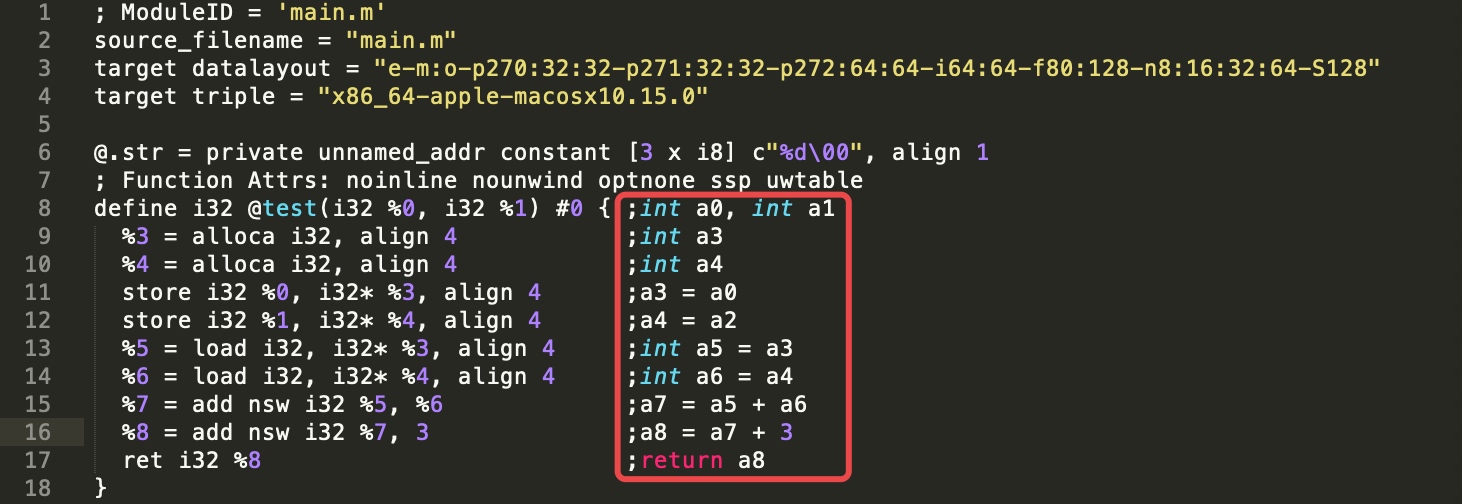 1 ; ModuleID = 'main.m'
2 source_filename = "main.m"
3 target datalayout = "e-m:o-p270:32:32-p271:32:32-p272:64:64-i64:64-f80:128-n8:16:32:64-S128"
4 target triple = "x86_64-apple-macosx10.15.0"
5
6 @.str = private unnamed_addr constant [3 x i8] c"%d\00", align 1
7 ; Function Attrs: noinline nounwind optnone ssp uwtable
8 define i32 @test(i32 %0, i32 %1) #0 { ;int a0, int a1
9   %3 = alloca i32, align 4            ;int a3
10   %4 = alloca i32, align 4            ;int a4
11   store i32 %0, i32* %3, align 4      ;a3 = a0
12   store i32 %1, i32* %4, align 4      ;a4 = a2
13   %5 = load i32, i32* %3, align 4     ;int a5 = a3
14   %6 = load i32, i32* %4, align 4     ;int a6 = a4
15   %7 = add nsw i32 %5, %6             ;a7 = a5 + a6
16   %8 = add nsw i32 %7, 3              ;a8 = a7 + 3
17   ret i32 %8                          ;return a8
18 }